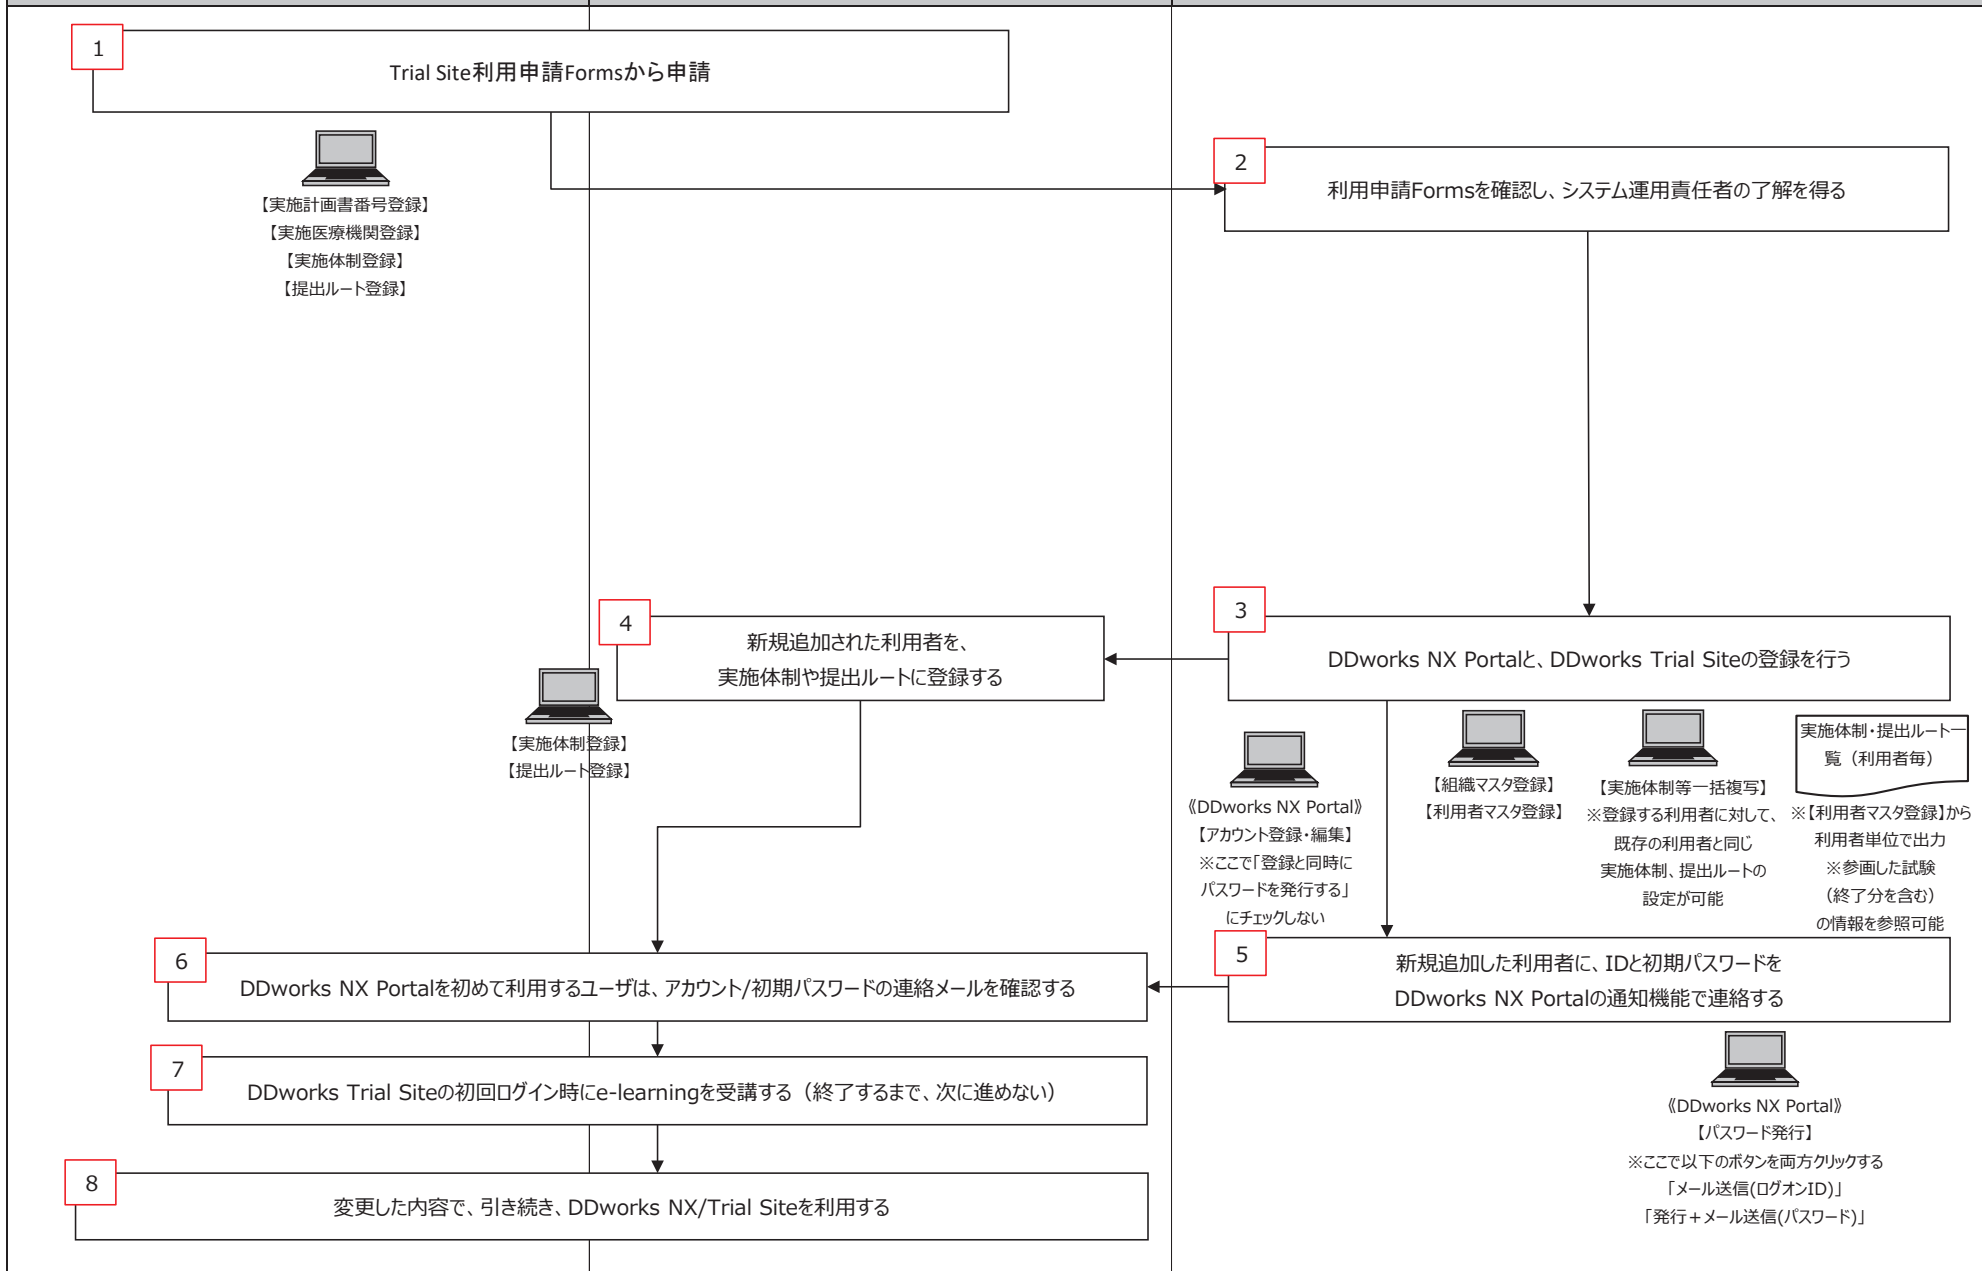 1
Trial Site利用申請Formsから申請
【実施計画書番号登録】
【実施医療機関登録】
【実施体制登録】
【提出ルート登録】
2
利用申請Formsを確認し、システム運用責任者の了解を得る
3
DDworks NX Portalと、DDworks Trial Siteの登録を行う
4
新規追加された利用者を、
実施体制や提出ルートに登録する
【実施体制登録】
【提出ルート登録】
《DDworks NX Portal》
【アカウント登録・編集】
※ここで「登録と同時に
パスワードを発行する」
にチェックしない
【組織マスタ登録】
【利用者マスタ登録】
【実施体制等一括複写】
※登録する利用者に対して、
既存の利用者と同じ
実施体制、提出ルートの
設定が可能
実施体制・提出ルート一
覧（利用者毎）
※【利用者マスタ登録】から
利用者単位で出力
※参画した試験
（終了分を含む）
の情報を参照可能
5
新規追加した利用者に、IDと初期パスワードを
DDworks NX Portalの通知機能で連絡する
《DDworks NX Portal》
【パスワード発行】
※ここで以下のボタンを両方クリックする
「メール送信(ログオンID)」
「発行＋メール送信(パスワード)」
6
DDworks NX Portalを初めて利用するユーザは、アカウント/初期パスワードの連絡メールを確認する
7
DDworks Trial Siteの初回ログイン時にe-learningを受講する（終了するまで、次に進めない）
8
変更した内容で、引き続き、DDworks NX/Trial Siteを利用する